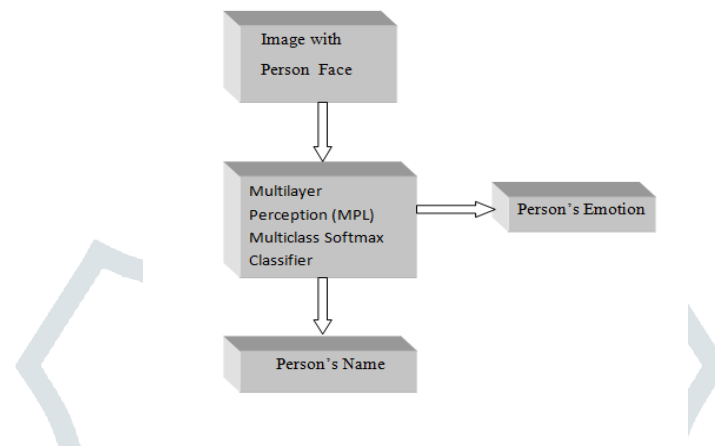 Image with
Person Face
Multilayer
Perception (MPL)
Multiclass Softmax
Classifier
Person's Emotion
Person's Name